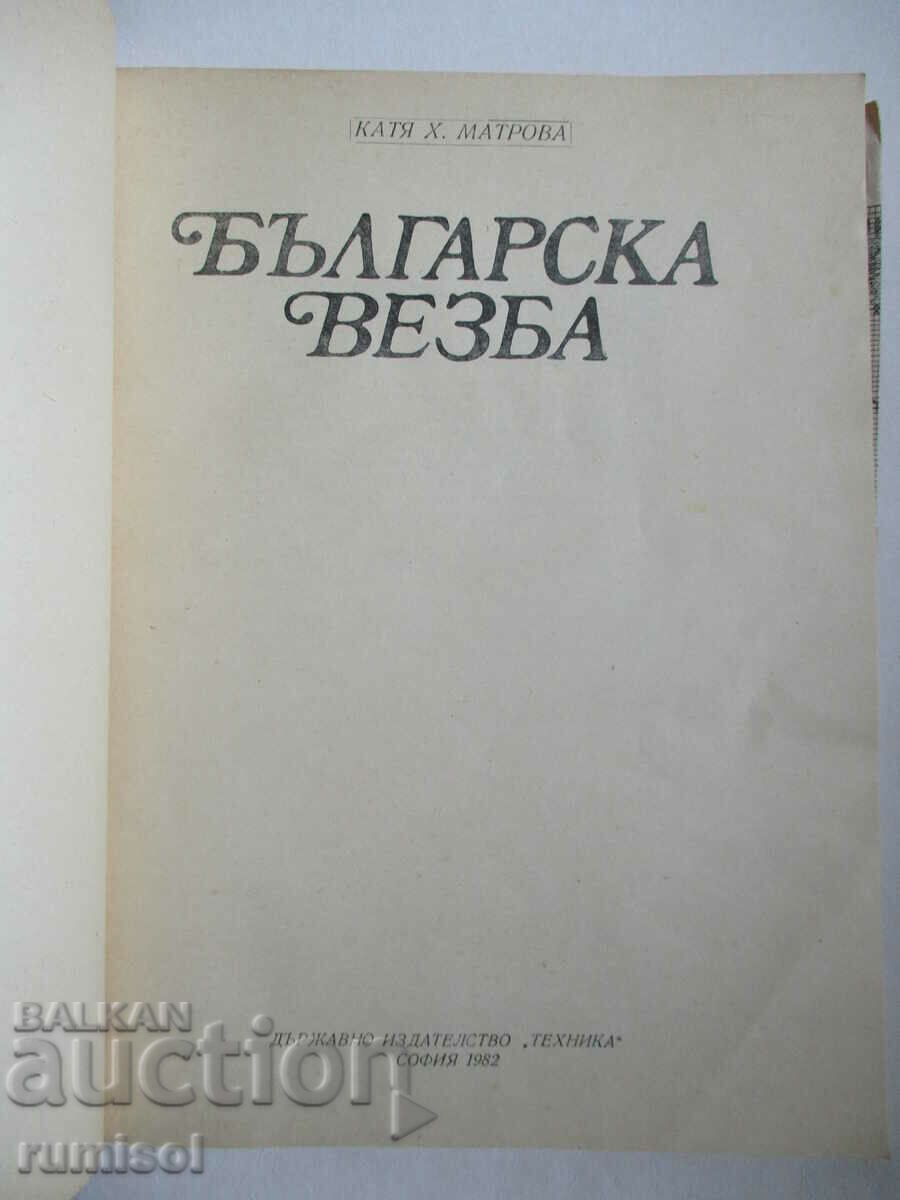 КАТЯ Х. МАТРОВА
БЪЛГАРСКА
ВЕЗБА
ДЪРЖАВНО ИЗДАТЕЛСТВО „ТЕХНИКА“
СОФИЯ 1982
BALKAN
auction
rumisol